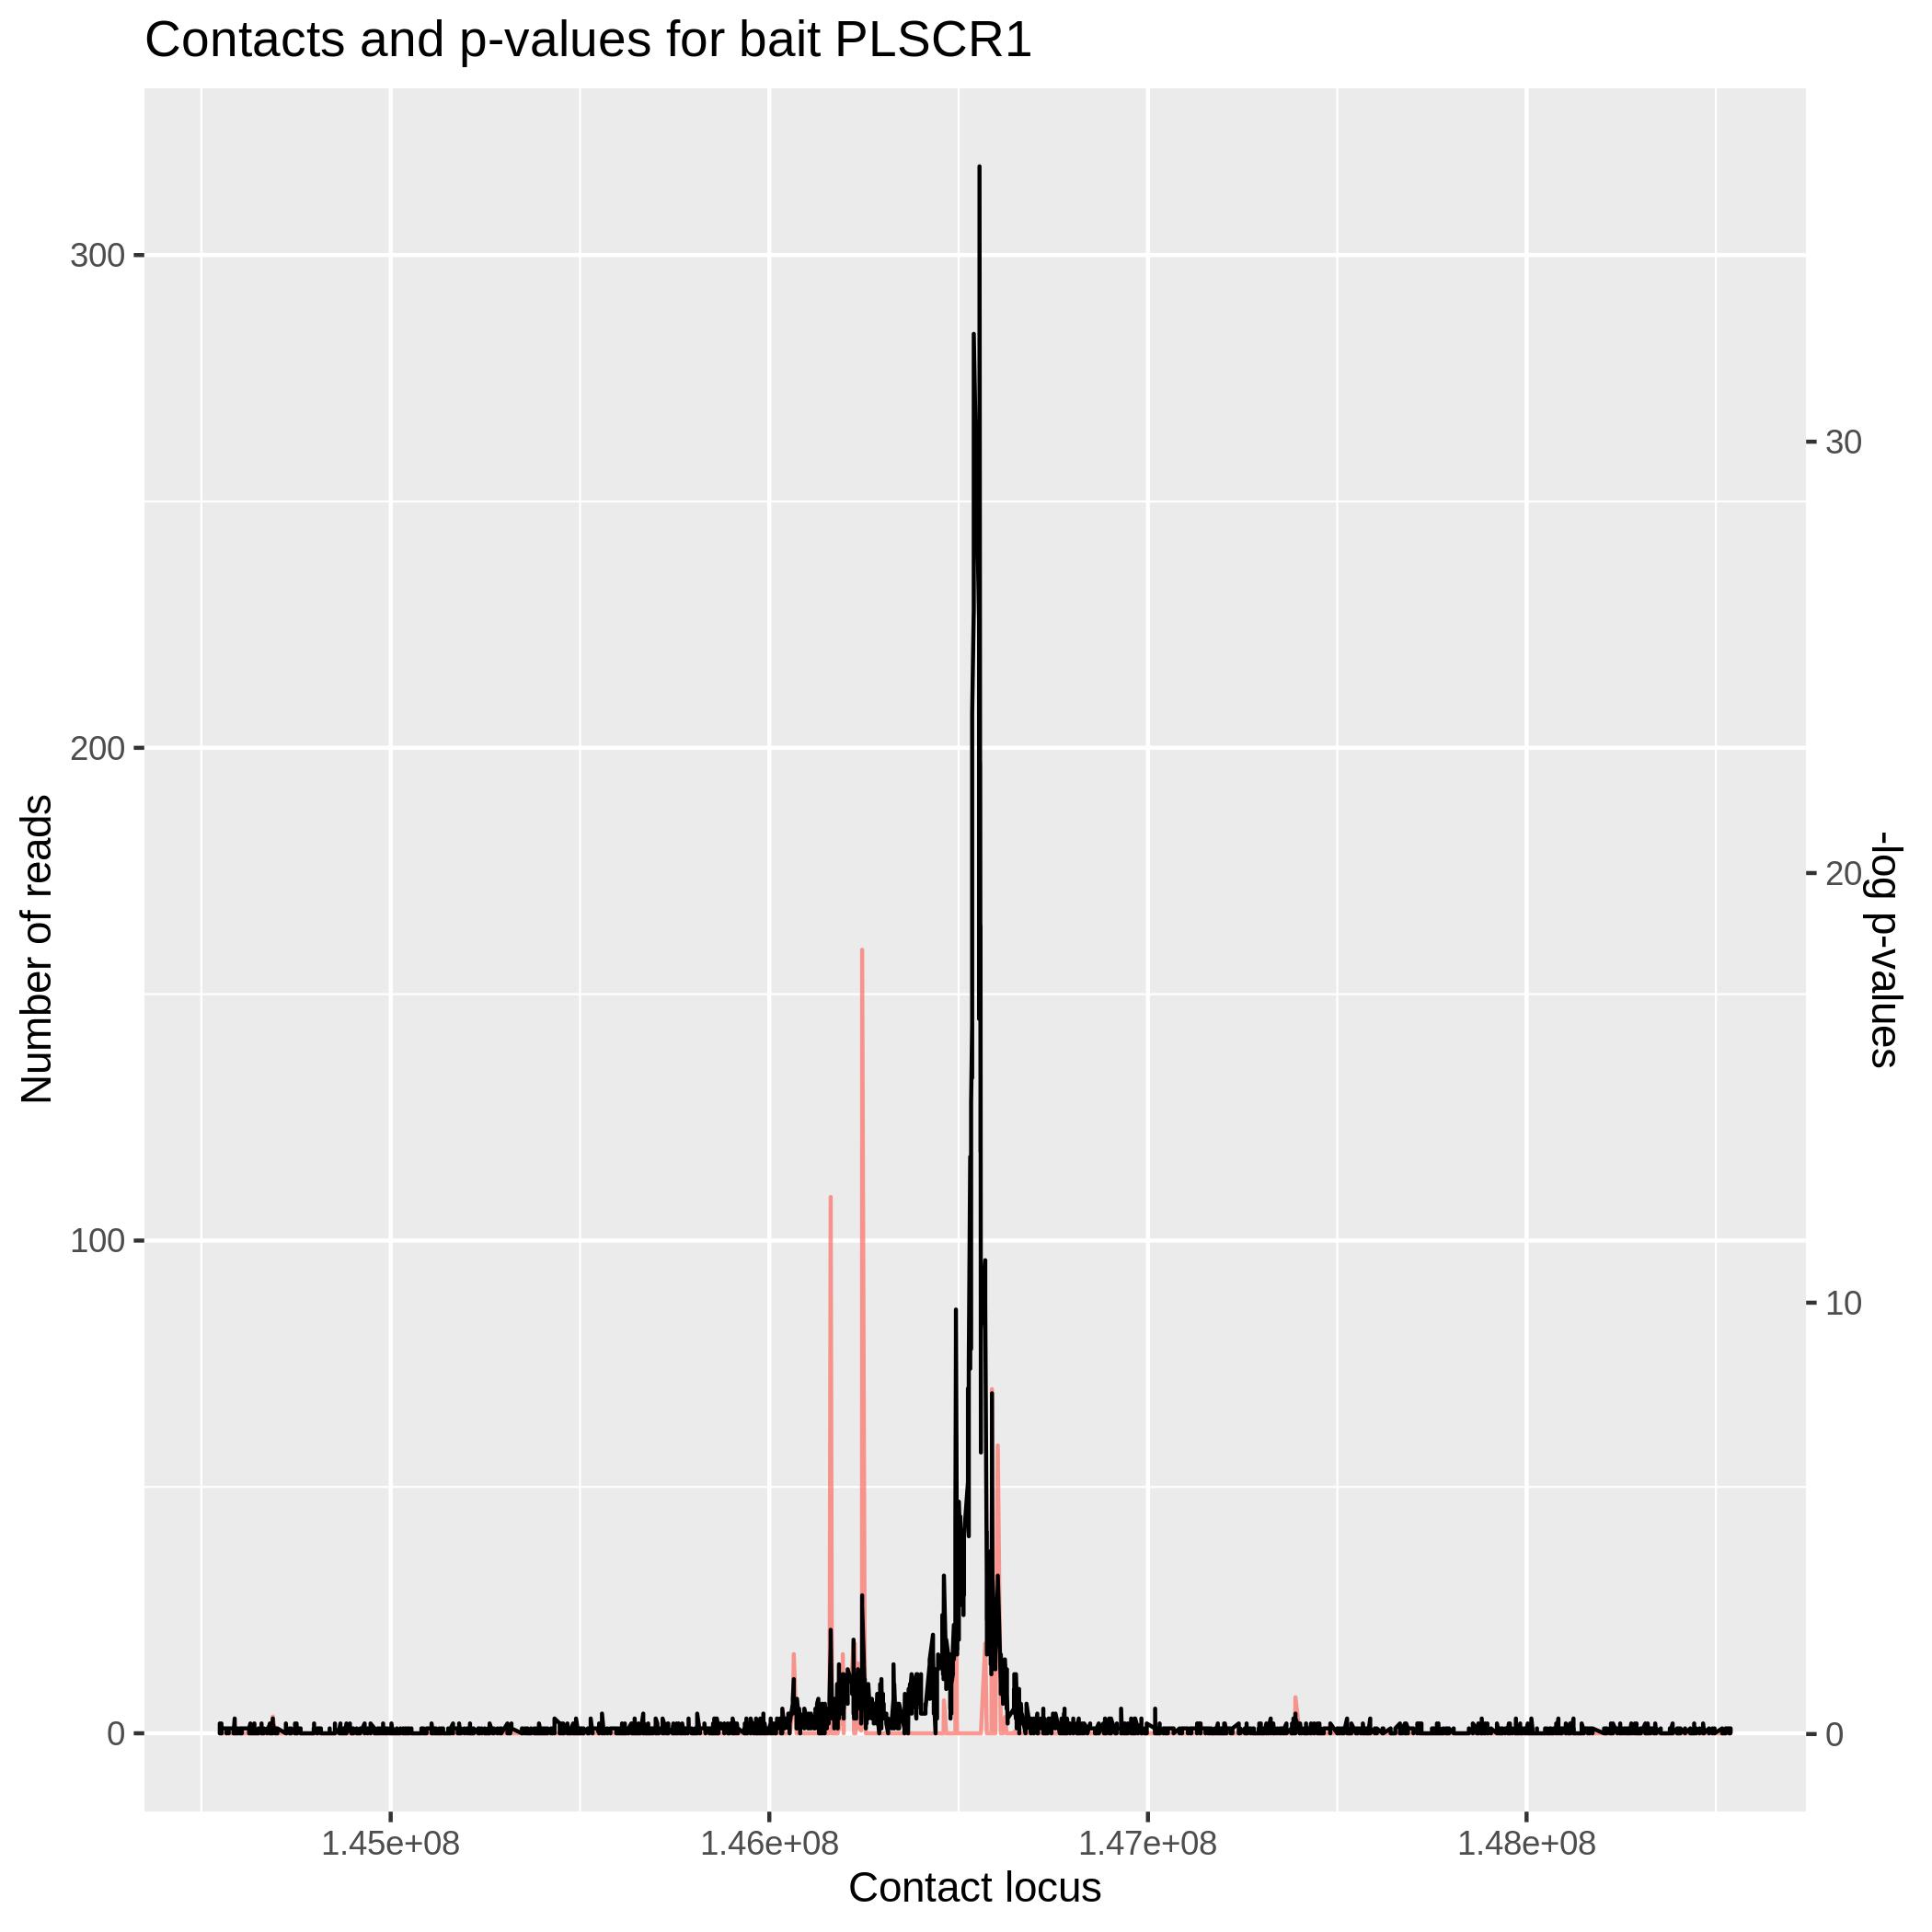 Contacts and p-values for bait PLSCR1
300
200
100
0
Number of reads
30
20
10
0
-log p-values
1.45e+08
1.46e+08
1.47e+08
1.48e+08
Contact locus